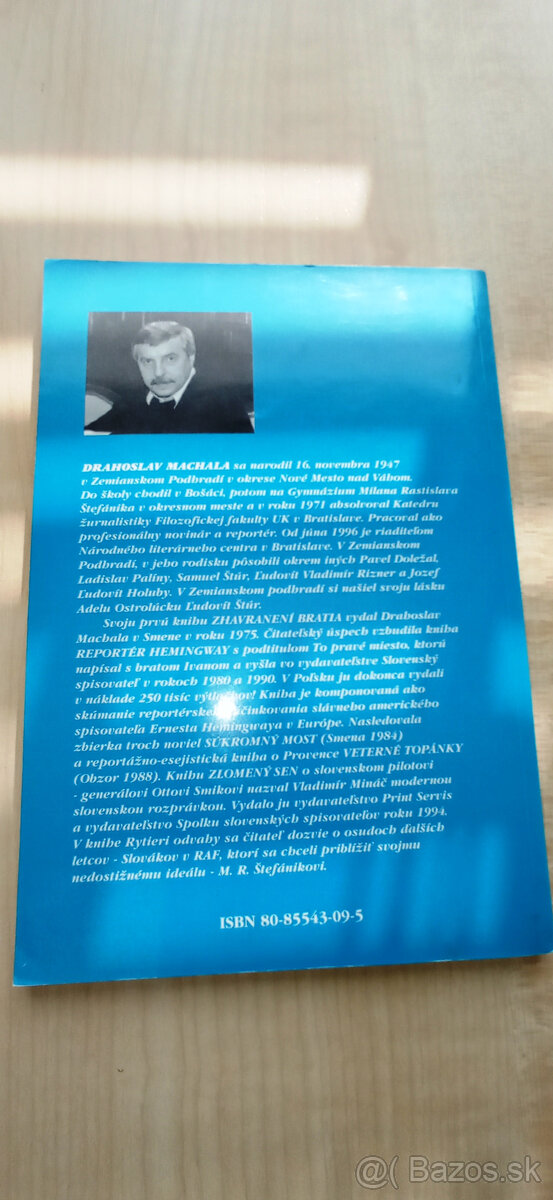 DRAHOSLAV MACHALA sa narodil 16. novembra 1947
v Zemianskom Podhradí v okrese Nové Mesto nad Váhom.
Do školy chodil v Bošáci, potom na Gymnázium Milana Rastislava
Štefánika v okresnom meste a v roku 1971 absolvoval Katedru
žurnalistiky Filozofickej fakulty UK v Bratislave. Pracoval ako
profesionálny novinár a reportér. Od júna 1996 je riaditeľom
Národného literárneho centra v Bratislave. V Zemianskom
Podhradí, v jeho rodisku pôsobili okrem iných Pavel Doležal,
Ladislav Paliny, Samuel Štúr, Ľudovít Vladimír Rizner a Jozef
Ľudovít Holuby. V Zemianskom podhradí si našiel svoju lásku
Adelu Ostrolúcku Ľudovít Štúr.
Svoju prvú knihu ZHAVRANENÍ BRATIA vydal Drahoslav
Machala v Smene v roku 1975. Čitateľský úspech vzbudila kniha
REPORTÉR HEMINGWAY s podtitulom To pravé miesto, ktorú
napísal s bratom Ivanom a vyšla vo vydavateľstve Slovenský
spisovateľ v rokoch 1980 a 1990. V Poľsku ju dokonca vydali
v náklade 250 tisíc výtlačkov! Kniha je komponovaná ako
skúmanie reportérskeho účinkovania slávneho amerického
spisovateľa Ernesta Hemingwaya v Európe. Nasledovala
zbierka troch noviel SÚKROMNÝ MOST (Smena 1984)
a reportážno-esejistická kniha o Provence VETERNÉ TOPÁNKY
(Obzor 1988). Knihu ZLOMENÝ SEN o slovenskom pilotovi
- generálovi Ottovi Smikovi nazval Vladimír Mináč modernou
slovenskou rozprávkou. Vydalo ju vydavateľstvo Print Servis
a vydavateľstvo Spolku slovenských spisovateľov roku 1994.
V knihe Rytieri odvahy sa čitateľ dozvie o osudoch ďalších
letcov - Slovákov v RAF, ktorí sa chceli priblížiť svojmu
nedostižnému ideálu - M. R. Štefánikovi.
ISBN 80-85543-09-5
@( Bazos.sk